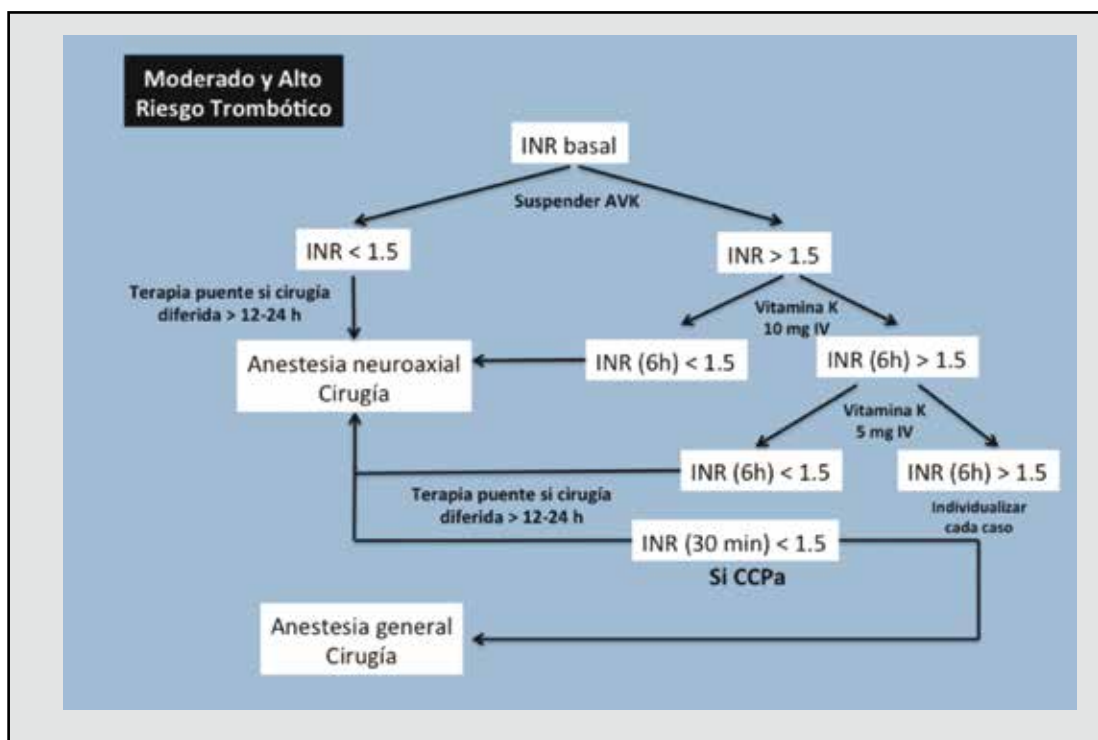 Moderado y Alto
Riesgo Trombótico
INR basal
Suspender AVK
INR < 1.5
INR > 1.5
Terapia puente si cirugía
diferida > 12-24 h
Vitamina K
10 mg IV
Anestesia neuroaxial
Cirugía
INR (6h) < 1.5
INR (6h) > 1.5
Vitamina K
5 mg IV
INR (6h) < 1.5
INR (6h) > 1.5
Terapia puente si cirugía
diferida > 12-24 h
Individualizar
cada caso
INR (30 min) < 1.5
Si CCPa
Anestesia general
Cirugía